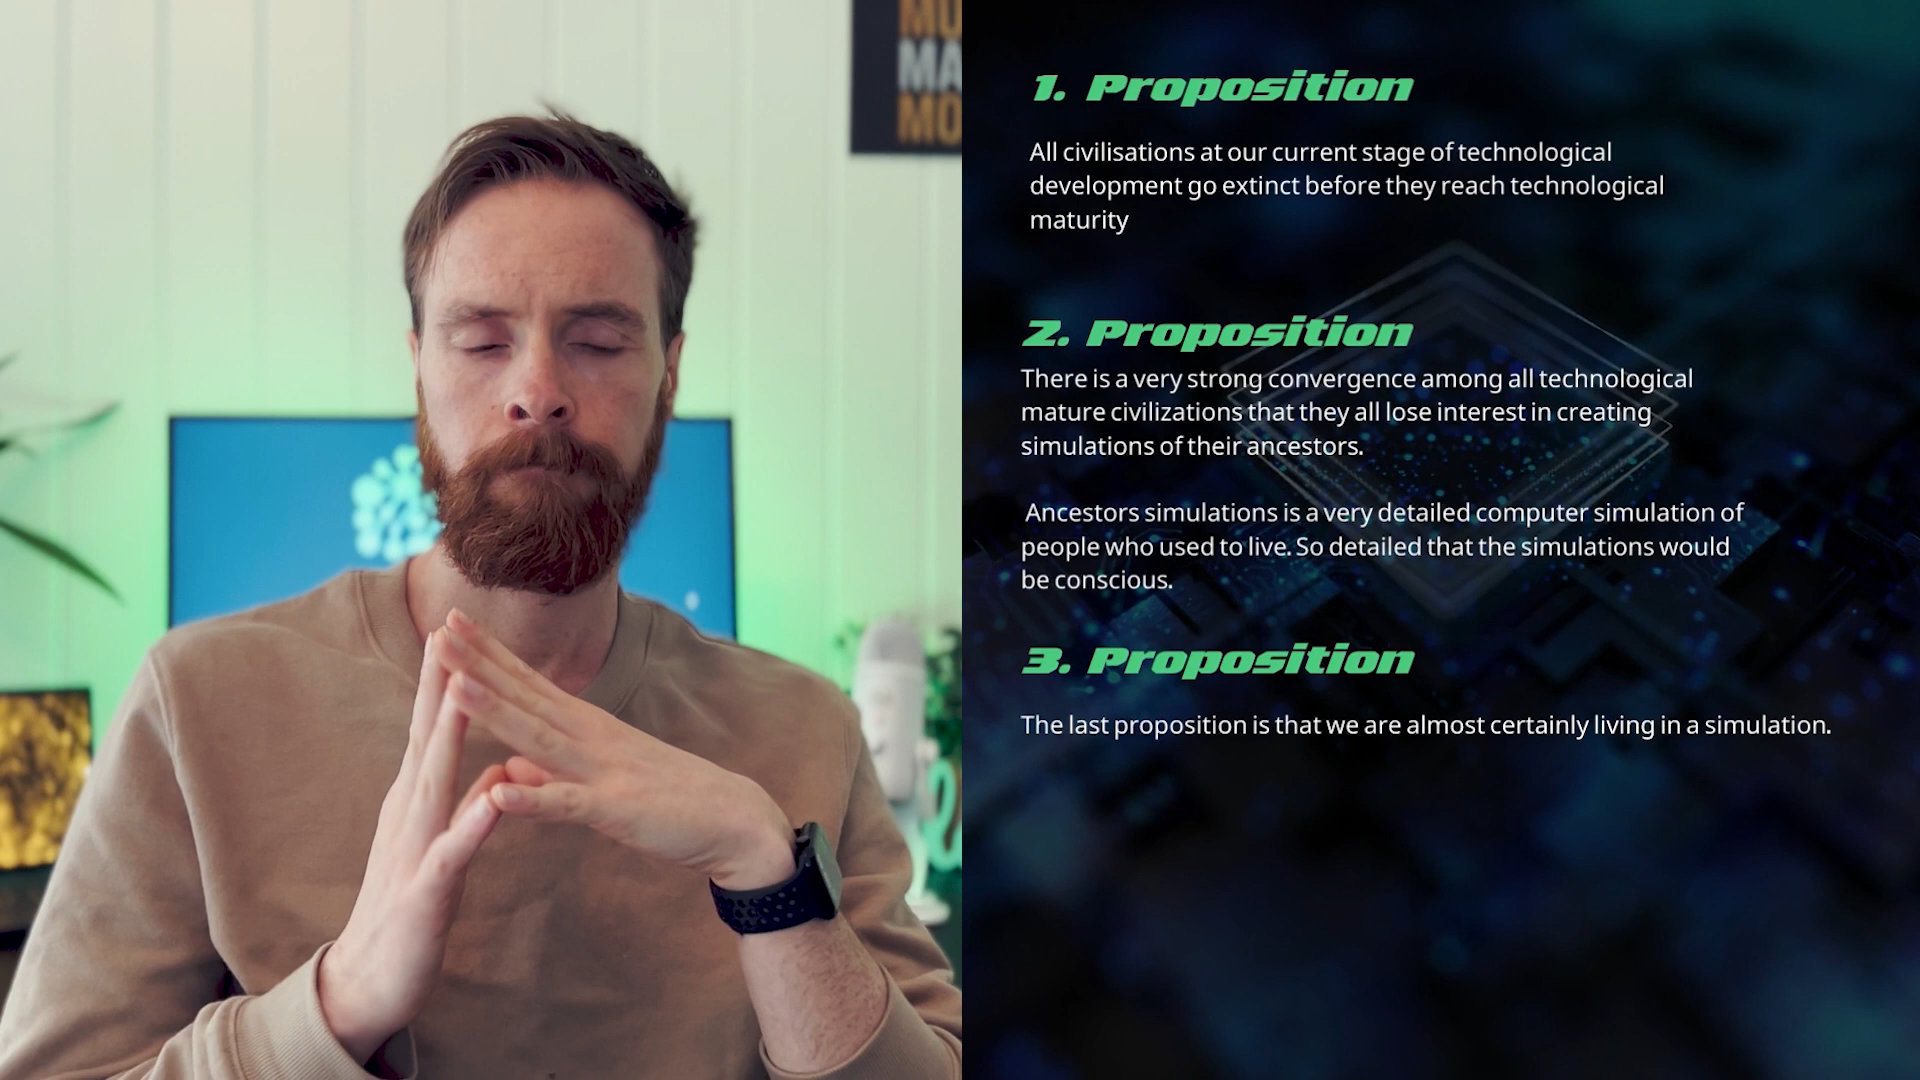 MO
MA
MO
1. Proposition
All civilisations at our current stage of technological
development go extinct before they reach technological
maturity
2. Proposition
There is a very strong convergence among all technological
mature civilizations that they all lose interest in creating
simulations of their ancestors.
Ancestors simulations is a very detailed computer simulation of
people who used to live. So detailed that the simulations would
be conscious.
3. Proposition
The last proposition is that we are almost certainly living in a simulation.